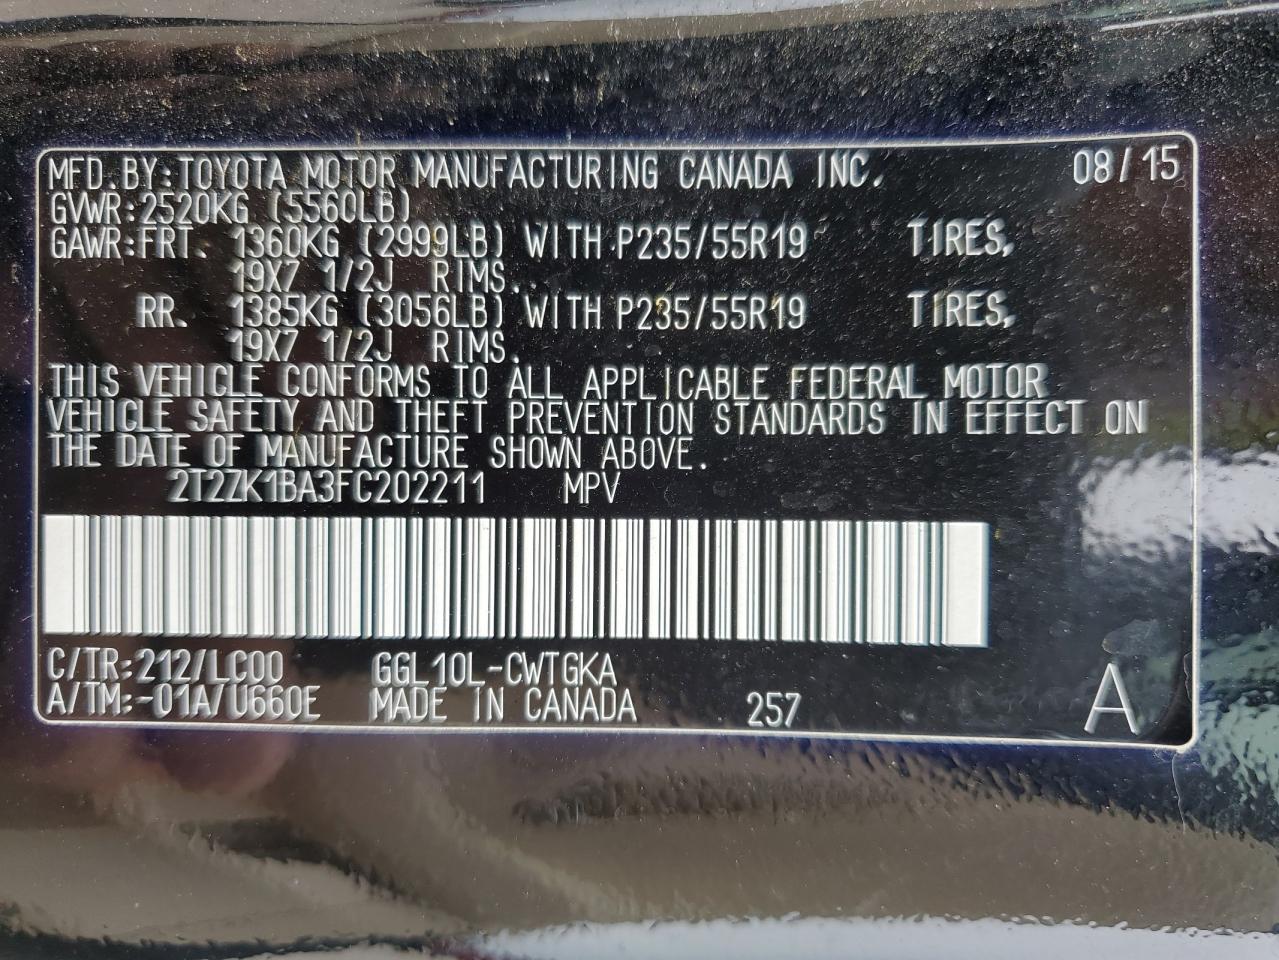 MFD.BY:TOYOTA MOTOR MANUFACTURING CANADA INC. 08/15
GVWR:2520KG (5560LB)
GAWR:FRT. 1360KG (2999LB) WITH P235/55R19 TIRES,
19X7 1/2J RIMS.
RR. 1385KG (3056LB) WITH P235/55R19 TIRES,
19X7 1/2J RIMS.
THIS VEHICLE CONFORMS TO ALL APPLICABLE FEDERAL MOTOR
VEHICLE SAFETY AND THEFT PREVENTION STANDARDS IN EFFECT ON
THE DATE OF MANUFACTURE SHOWN ABOVE.
2T2ZK1BA3FC202211 MPV
C/TR:212/LC00 GGL10L-CWTGKA
A/TM:-01A/U660E MADE IN CANADA 257 A